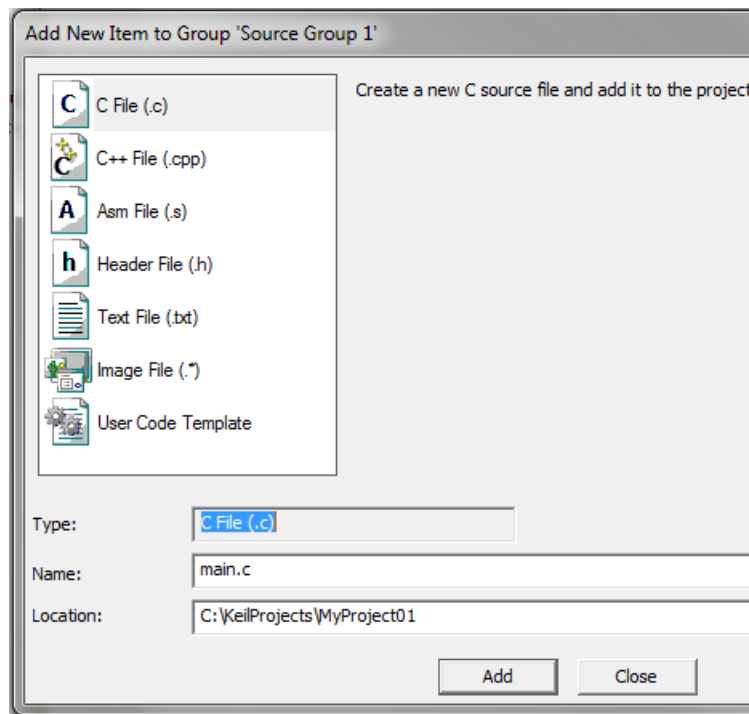 Add New Item to Group 'Source Group 1'
C File (.c)
Create a new C source file and add it to the project
C++ File (.cpp)
Asm File (.s)
Header File (.h)
Text File (.txt)
Image File (.*)
User Code Template
Type:
C File (.c)
Name:
main.c
Location:
C:\KeilProjects\MyProject01
Add
Close